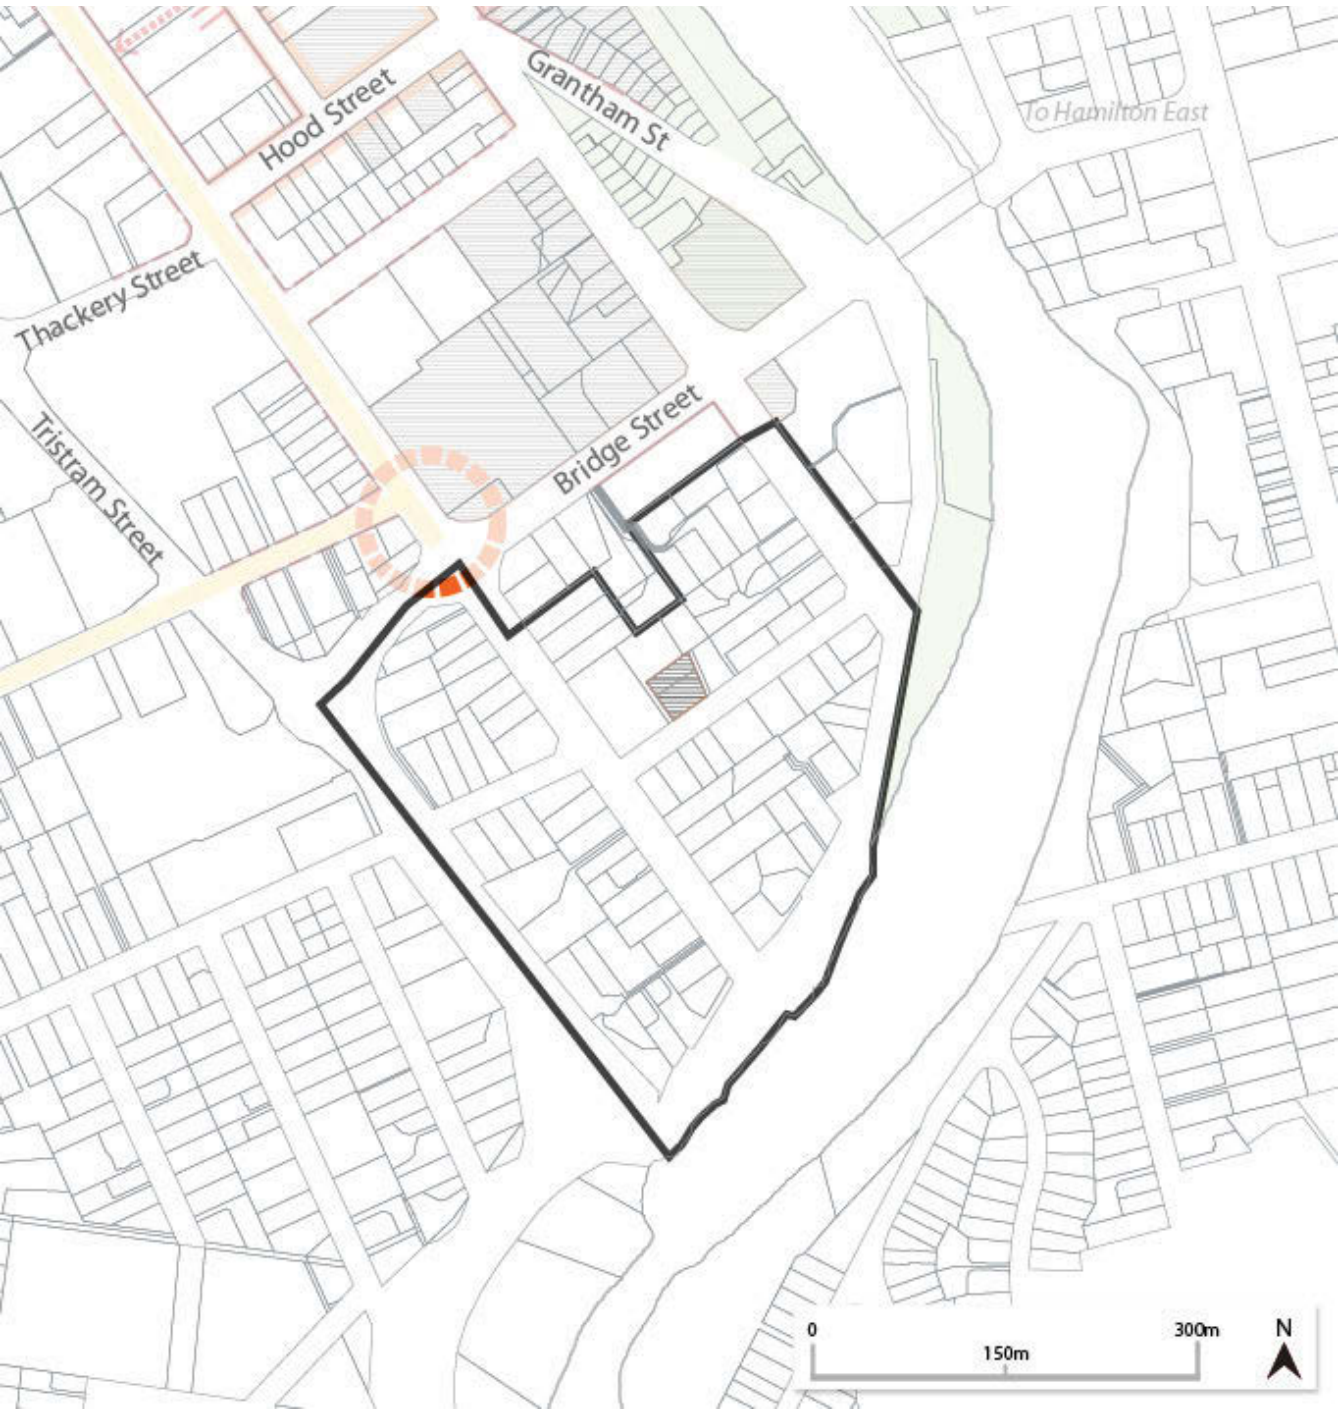 Grantham St
Hood Street
To Hamilton East
Thackery Street
Bridge Street
Tristram Street
0
300m
N
150m